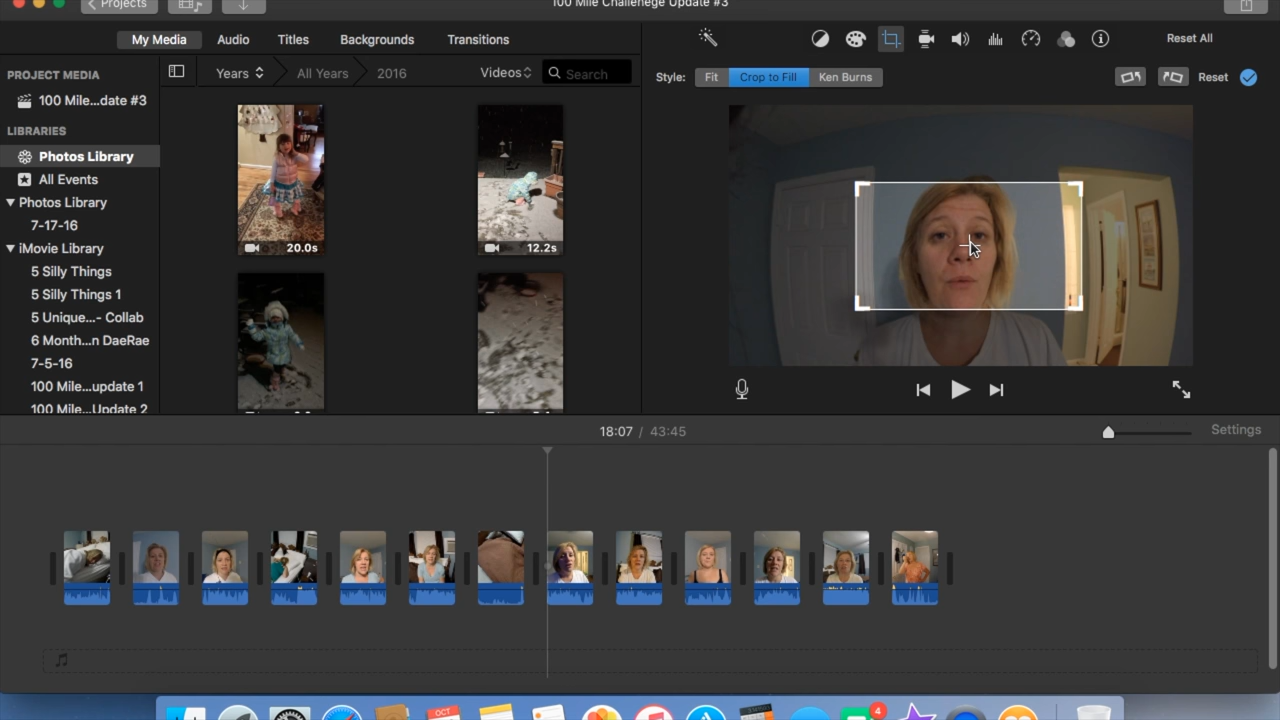 Projects
100 Mile Challenege Update #3
My Media Audio Titles Backgrounds Transitions
Reset All
PROJECT MEDIA
100 Mile...date #3
LIBRARIES
Photos Library
All Events
Photos Library
7-17-16
iMovie Library
5 Silly Things
5 Silly Things 1
5 Unique...- Collab
6 Month...n DaeRae
7-5-16
100 Mile...update 1
100 Mile...Update 2
Years All Years 2016 Videos Search
20.0s
12.2s
Style: Fit Crop to Fill Ken Burns Reset
18:07 / 43:45
Settings
OCT
4